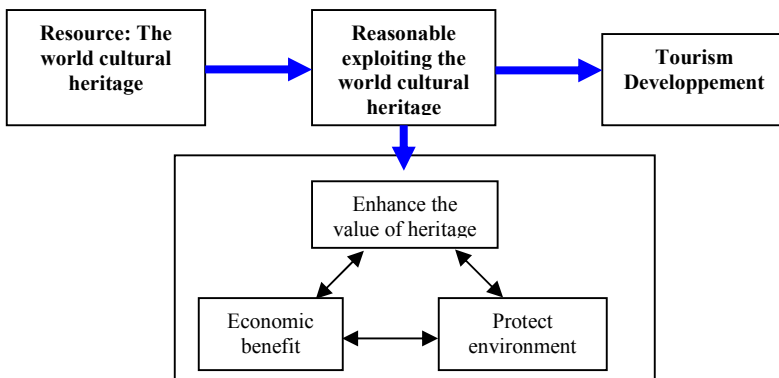 Resource: The
world cultural
heritage
Reasonable
exploiting the
world cultural
heritage
Tourism
Developpement
Enhance the
value of heritage
Economic
benefit
Protect
environment